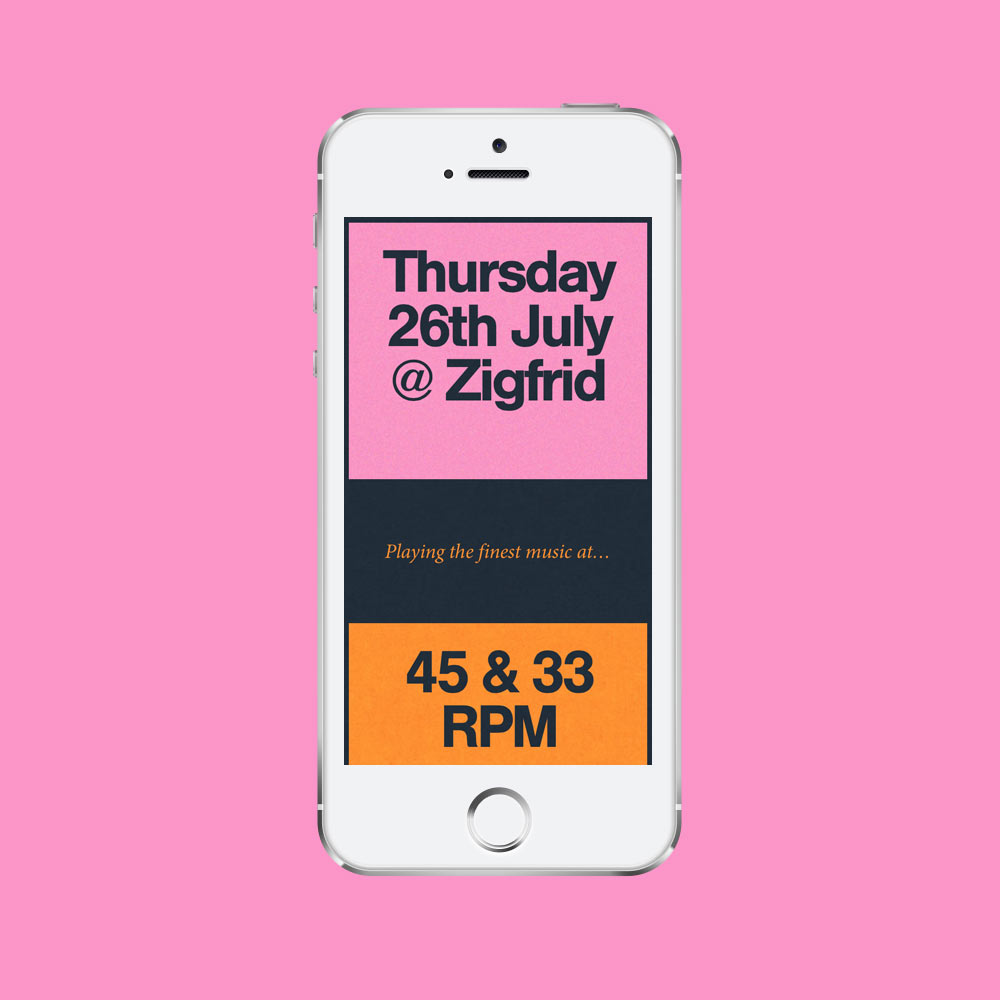 Thursday
26th July
@ Zigfrid
Playing the finest music at…
45 & 33
RPM